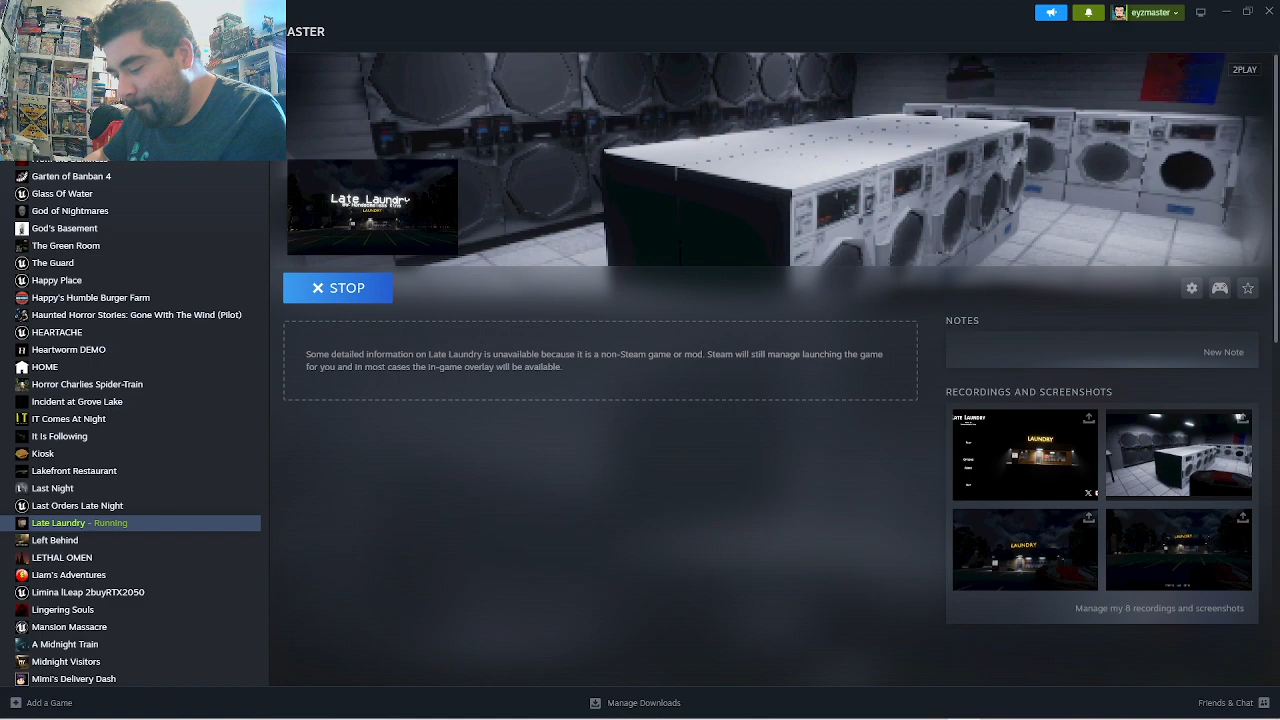 ASTER
eyzmaster
2PLAY
Late Laundry
LAUNDRY
STOP
Some detailed information on Late Laundry is unavailable because it is a non-Steam game or mod. Steam will still manage launching the game
for you and in most cases the in-game overlay will be available.
NOTES
New Note
RECORDINGS AND SCREENSHOTS
LATE LAUNDRY
LAUNDRY
LAUNDRY
LAUNDRY
Manage my 8 recordings and screenshots
Garten of Banban 4
Glass Of Water
God of Nightmares
God's Basement
The Green Room
The Guard
Happy Place
Happy's Humble Burger Farm
Haunted Horror Stories: Gone With The Wind (Pilot)
HEARTACHE
Heartworm DEMO
HOME
Horror Charlies Spider-Train
Incident at Grove Lake
IT Comes At Night
It Is Following
Kiosk
Lakefront Restaurant
Last Night
Last Orders Late Night
Late Laundry - Running
Left Behind
LETHAL OMEN
Liam's Adventures
Limina lLeap 2buyRTX2050
Lingering Souls
Mansion Massacre
A Midnight Train
Midnight Visitors
Mimi's Delivery Dash
Add a Game
Manage Downloads
Friends & Chat